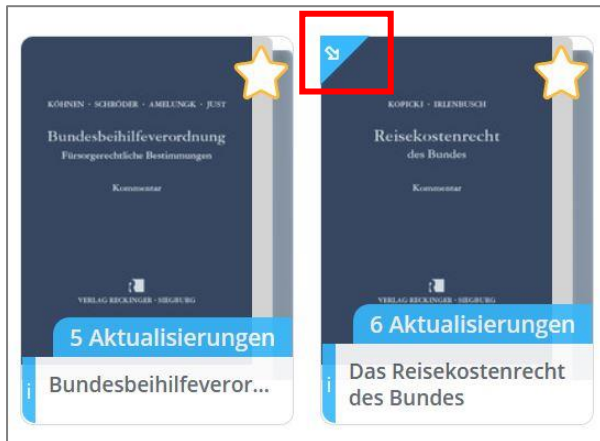 KÖHNEN · SCHRÖDER · AMELUNGK · JUST
Bundesbeihilfeverordnung
Fürsorgerechtliche Bestimmungen
Kommentar
VERLAG RECKINGER · SIEGBURG
5 Aktualisierungen
i
Bundesbeihilfeveror...
KOPICKI · IRLENBUSCH
Reisekostenrecht
des Bundes
Kommentar
VERLAG RECKINGER · SIEGBURG
6 Aktualisierungen
i
Das Reisekostenrecht
des Bundes